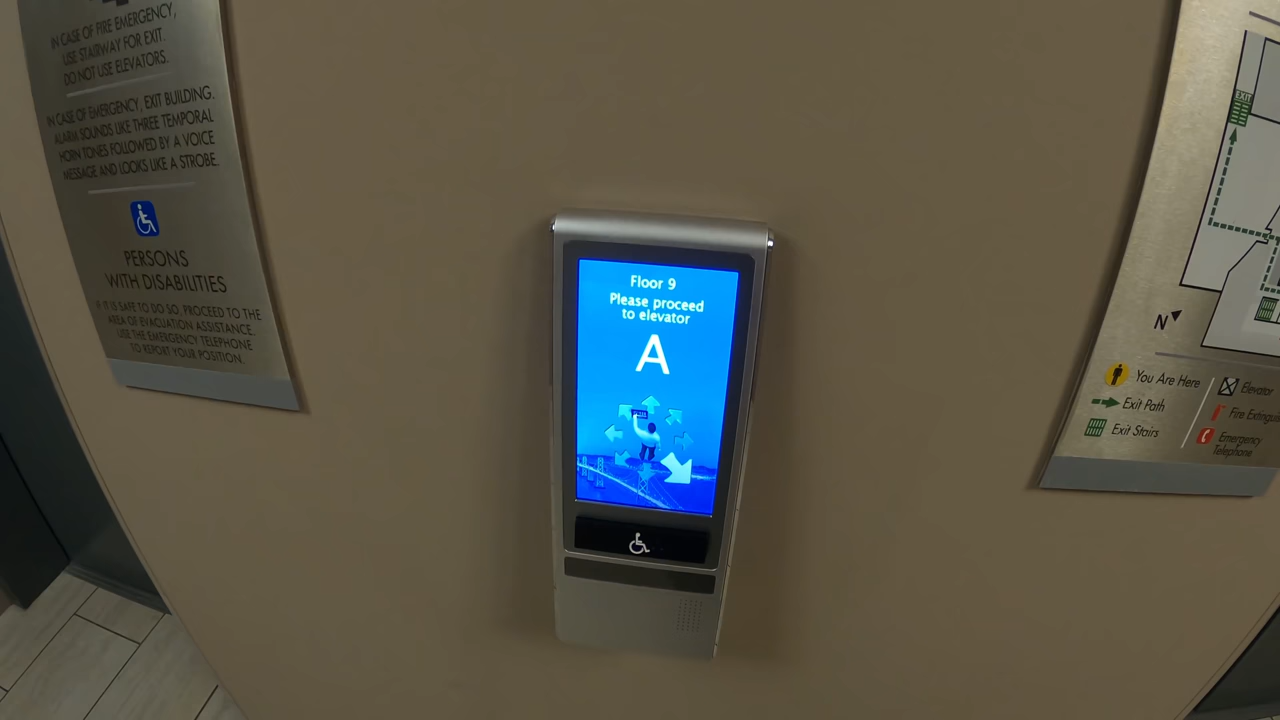 IN CASE OF FIRE EMERGENCY,
USE STAIRWAY FOR EXIT.
DO NOT USE ELEVATORS.
IN CASE OF EMERGENCY, EXIT BUILDING.
ALARM SOUNDS LIKE THREE TEMPORAL
HORN TONES FOLLOWED BY A VOICE
MESSAGE AND LOOKS LIKE A STROBE.
PERSONS
WITH DISABILITIES
IF IT IS SAFE TO DO SO, PROCEED TO THE
AREA OF EVACUATION ASSISTANCE.
USE THE EMERGENCY TELEPHONE
TO REPORT YOUR POSITION.
Floor 9
Please proceed
to elevator
A
EXIT
N
You Are Here
Exit Path
Exit Stairs
Elevator
Fire
Emergency
Telephone